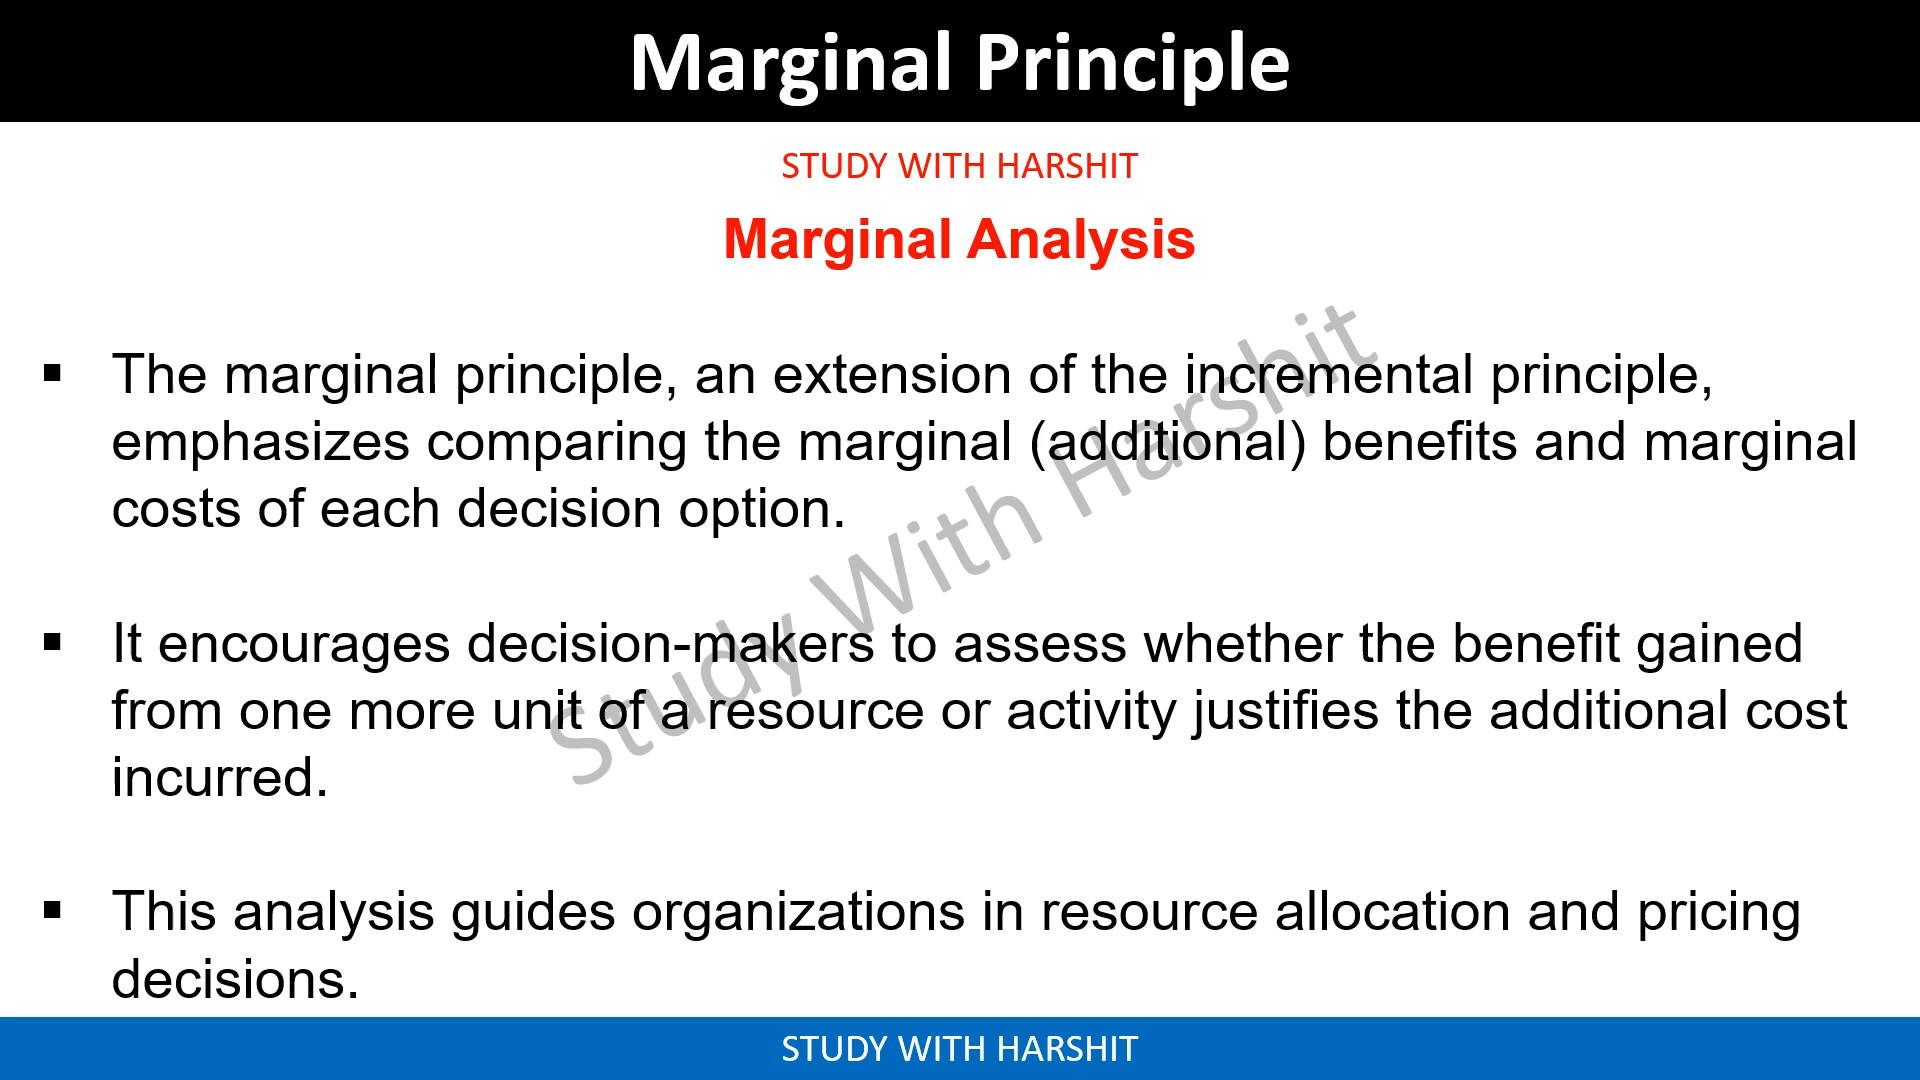 Marginal Principle
STUDY WITH HARSHIT
Marginal Analysis
▪ The marginal principle, an extension of the incremental principle,
emphasizes comparing the marginal (additional) benefits and marginal
costs of each decision option.
▪ It encourages decision-makers to assess whether the benefit gained
from one more unit of a resource or activity justifies the additional cost
incurred.
▪ This analysis guides organizations in resource allocation and pricing
decisions.
Study With Harshit
STUDY WITH HARSHIT